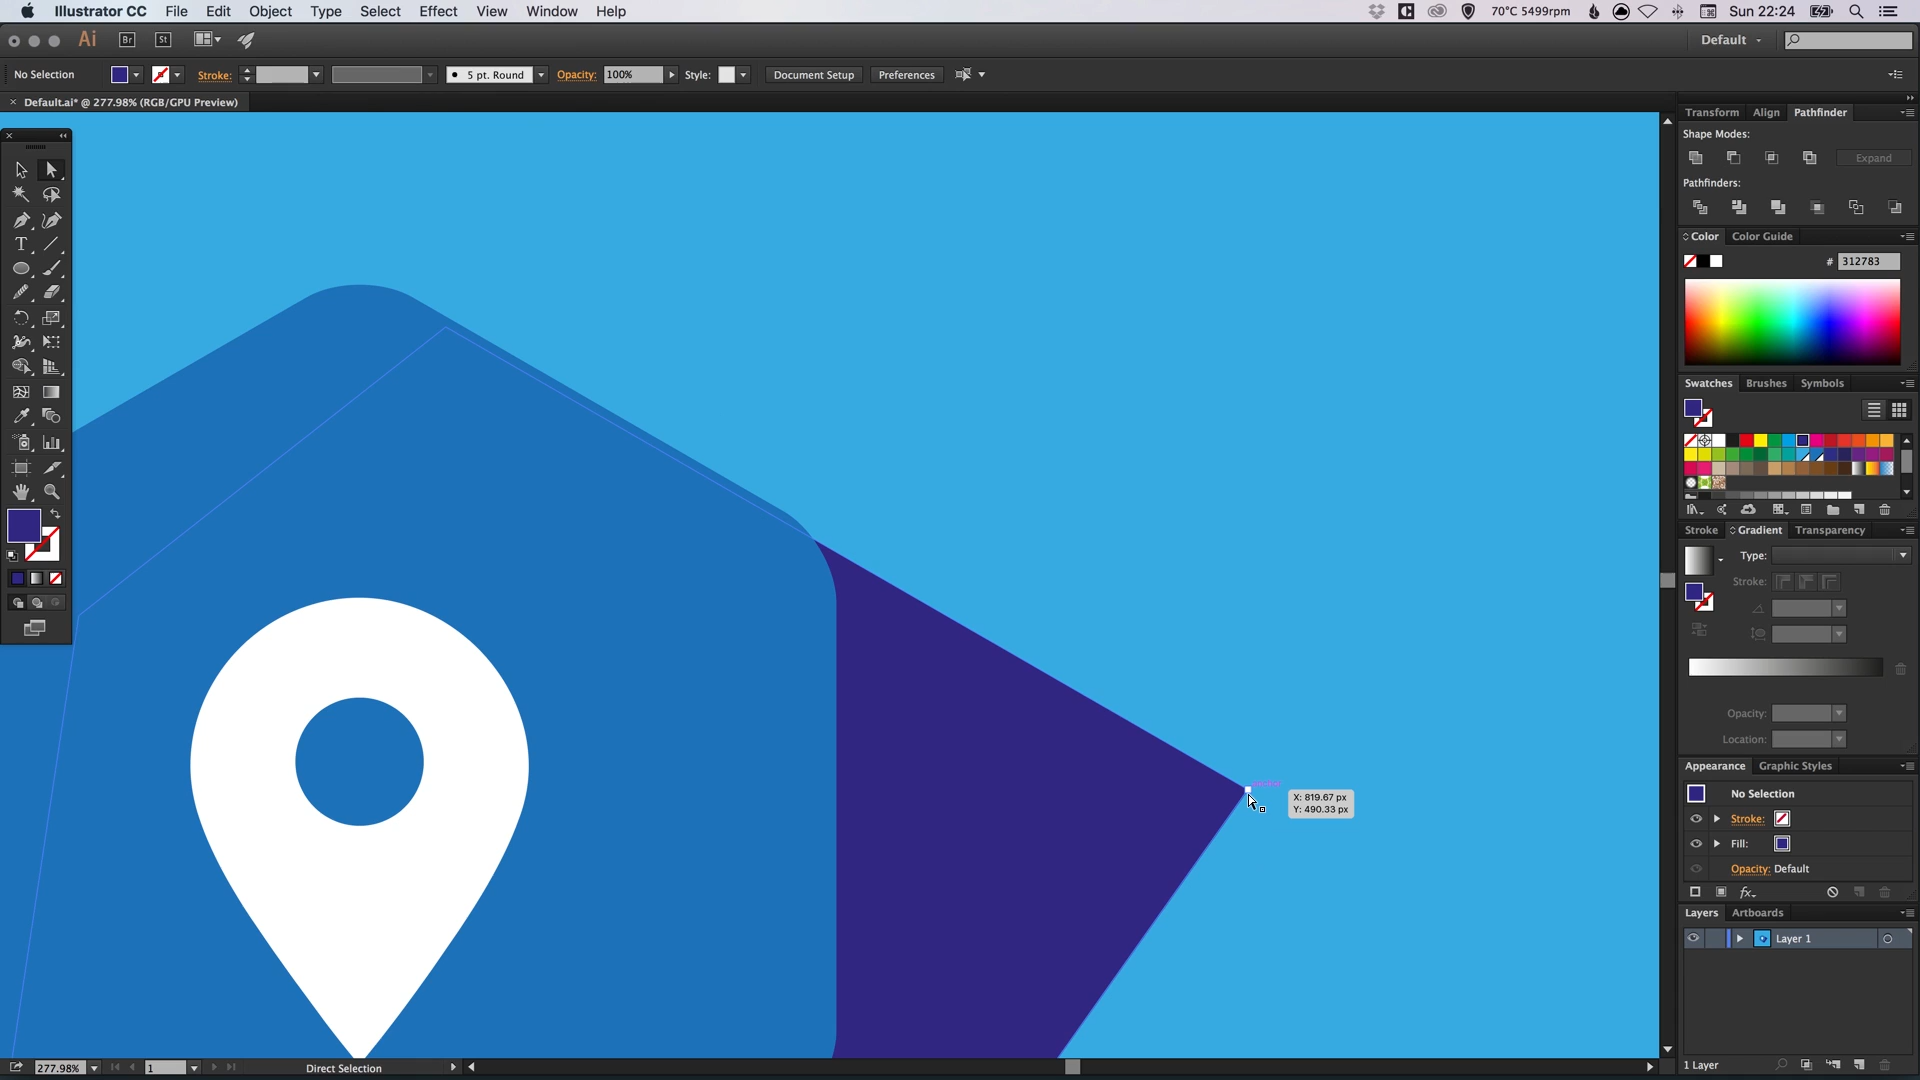 Illustrator CC File Edit Object Type Select Effect View Window Help 70°C 5499rpm Sun 22:24
Ai Br St Default
No Selection Stroke: 5 pt. Round Opacity: 100% Style: Document Setup Preferences
× Default.ai* @ 277.98% (RGB/GPU Preview)
Transform Align Pathfinder
Shape Modes:
Expand
Pathfinders:
Color Color Guide
# 312783
Swatches Brushes Symbols
Stroke Gradient Transparency
Type:
Stroke:
Opacity:
Location:
X: 819.67 px
Y: 490.33 px
Appearance Graphic Styles
No Selection
Stroke:
Fill:
Opacity: Default
fx
Layers Artboards
Layer 1
1 Layer
277.98% 1 Direct Selection